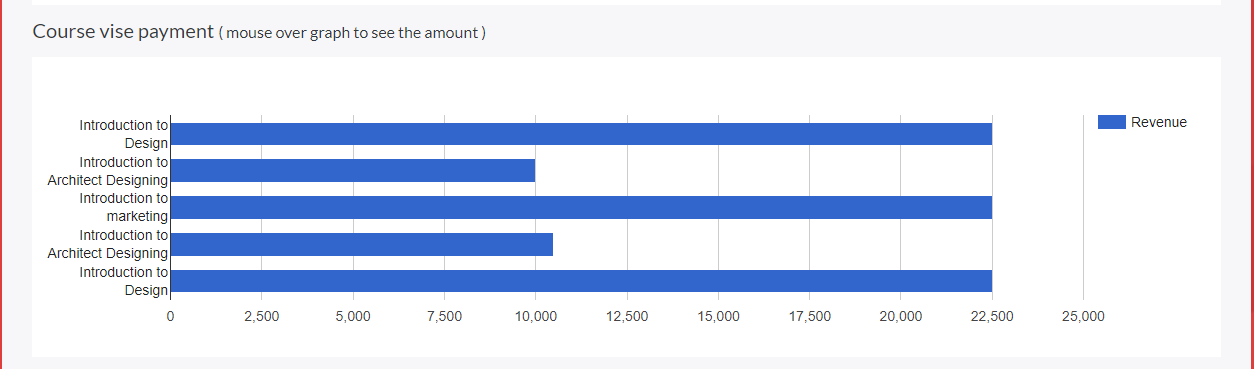 Course vise payment ( mouse over graph to see the amount )
Introduction to
Design
Introduction to
Architect Designing
Introduction to
marketing
Introduction to
Architect Designing
Introduction to
Design
0 2,500 5,000 7,500 10,000 12,500 15,000 17,500 20,000 22,500 25,000
Revenue